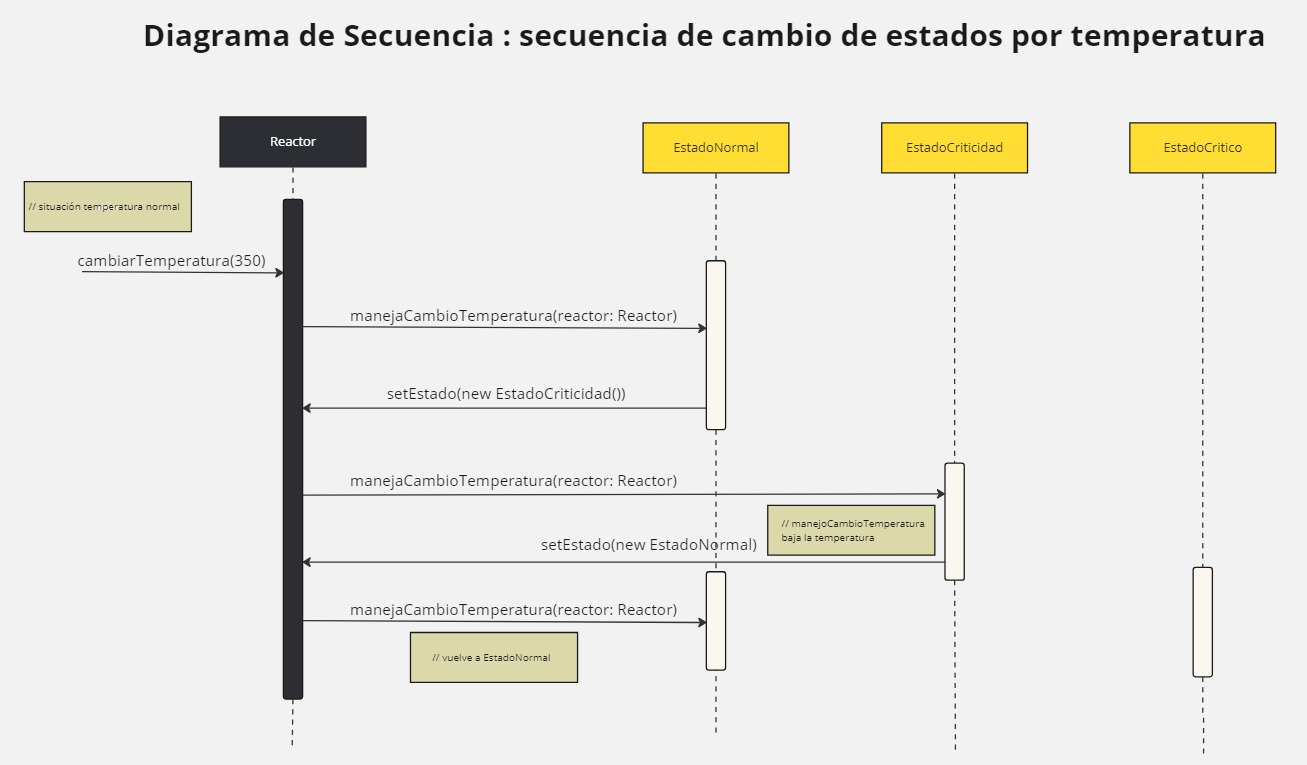 Diagrama de Secuencia : secuencia de cambio de estados por temperatura
Reactor
EstadoNormal
EstadoCriticidad
EstadoCritico
// situación temperatura normal
cambiarTemperatura(350)
manejaCambioTemperatura(reactor: Reactor)
setEstado(new EstadoCriticidad())
manejaCambioTemperatura(reactor: Reactor)
// manejoCambioTemperatura
baja la temperatura
setEstado(new EstadoNormal)
manejaCambioTemperatura(reactor: Reactor)
// vuelve a EstadoNormal